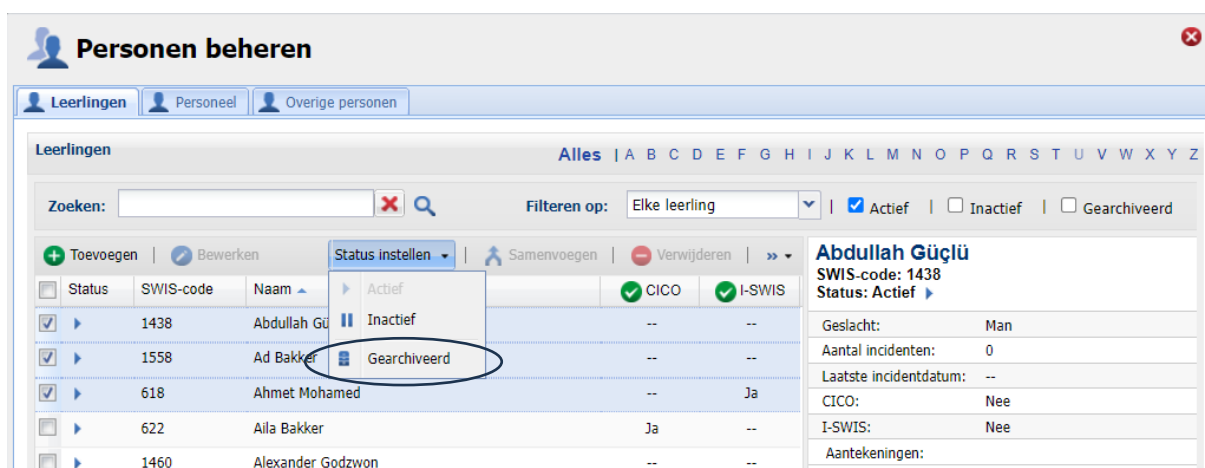 Personen beheren
Leerlingen Personeel Overige personen
Leerlingen Alles | A B C D E F G H I J K L M N O P Q R S T U V W X Y Z
Zoeken: Filteren op: Elke leerling | Actief | Inactief | Gearchiveerd
Toevoegen | Bewerken Status instellen | Samenvoegen | Verwijderen | »
Status SWIS-code Naam CICO I-SWIS
Actief
Inactief
Gearchiveerd
1438 Abdullah Gü -- --
1558 Ad Bakker -- --
618 Ahmet Mohamed -- Ja
622 Aila Bakker Ja --
1460 Alexander Godzwon -- --
Abdullah Güçlü
SWIS-code: 1438
Status: Actief
Geslacht: Man
Aantal incidenten: 0
Laatste incidentdatum: --
CICO: Nee
I-SWIS: Nee
Aantekeningen: